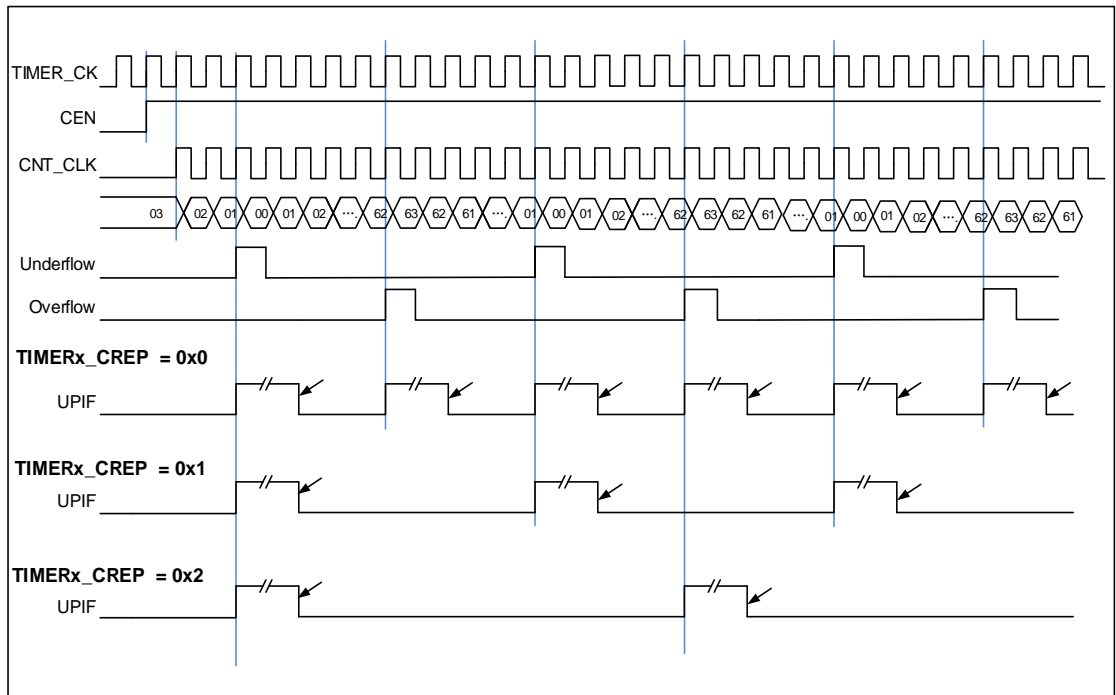 TIMER_CK
CEN
CNT_CLK
03 02 01 00 01 02 .... 62 63 62 61 .... 01 00 01 02 .... 62 63 62 61 .... 01 00 01 02 .... 62 63 62 61
Underflow
Overflow
TIMERx_CREP = 0x0
UPIF
TIMERx_CREP = 0x1
UPIF
TIMERx_CREP = 0x2
UPIF